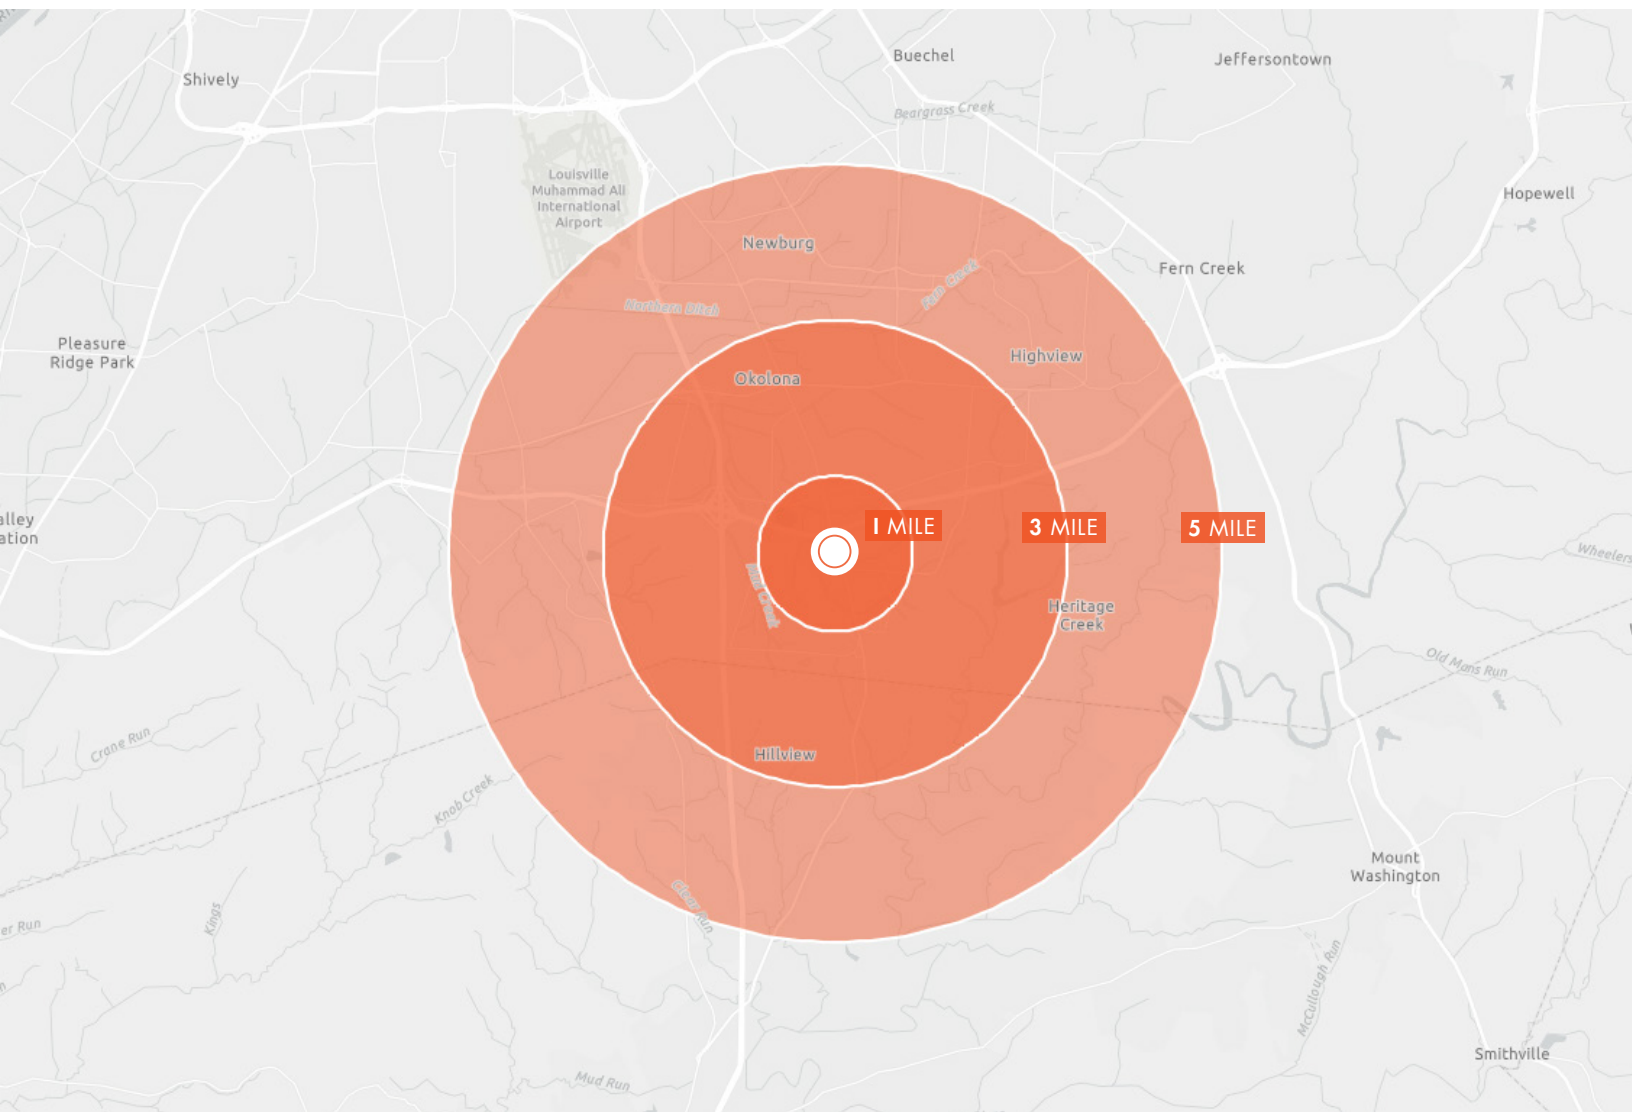 Buechel
Jeffersontown
Shively
Beargrass Creek
Louisville
Muhammad Ali
International
Airport
Hopewell
Newburg
Fern Creek
Fern Creek
Northern Ditch
Pleasure
Ridge Park
Highview
Okolona
1 MILE
3 MILE
5 MILE
alley
ation
Wheelers
Mud Creek
Heritage
Creek
Old Mans Run
Crane Run
Hillview
Knob Creek
Mount
Washington
Clear Run
Kings
er Run
McCullough Run
Smithville
Mud Run